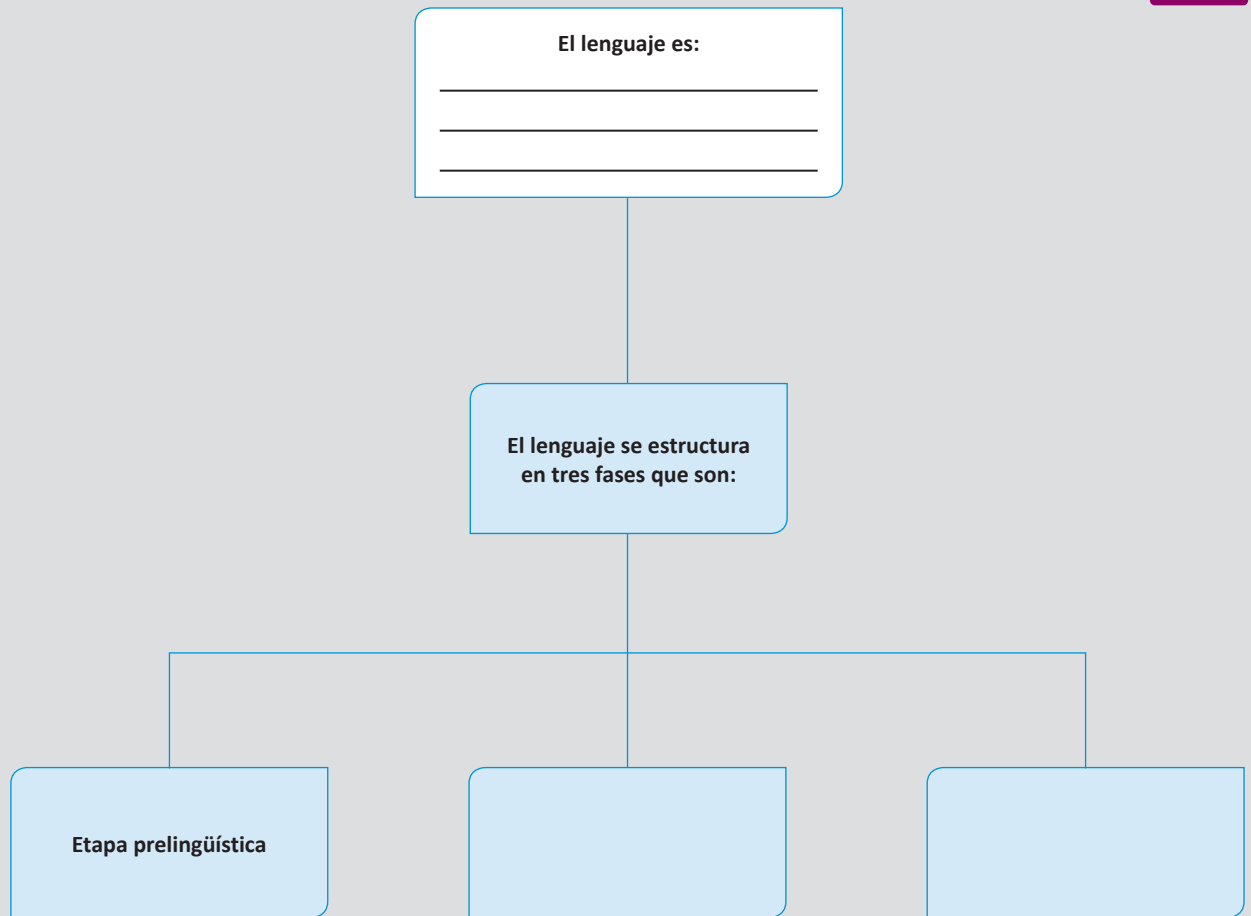 El lenguaje es:
El lenguaje se estructura
en tres fases que son:
Etapa prelingüística